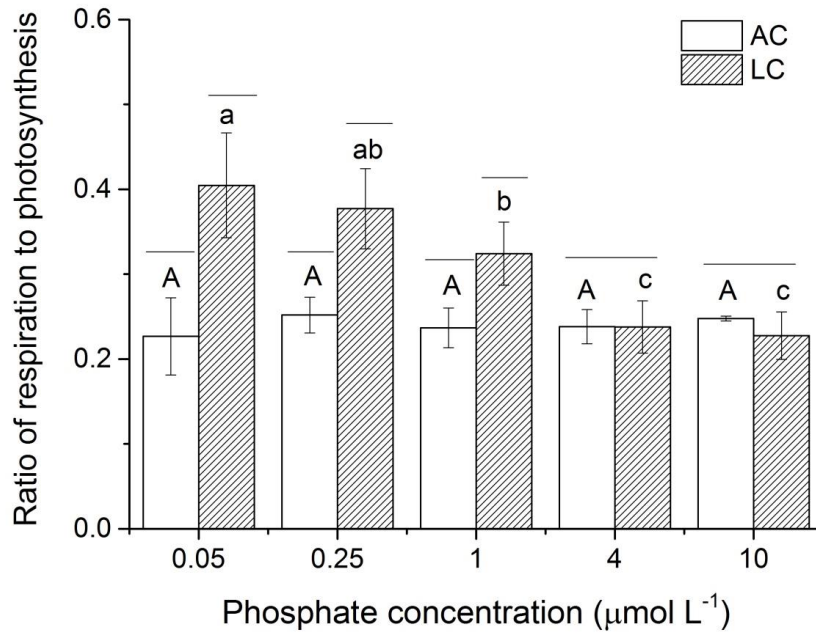 0.6
AC
LC
a
ab
b
A
A
A
A
c
A
c
0.4
0.2
0.0
0.05
0.25
1
4
10
Ratio of respiration to photosynthesis
Phosphate concentration (μmol L⁻¹)